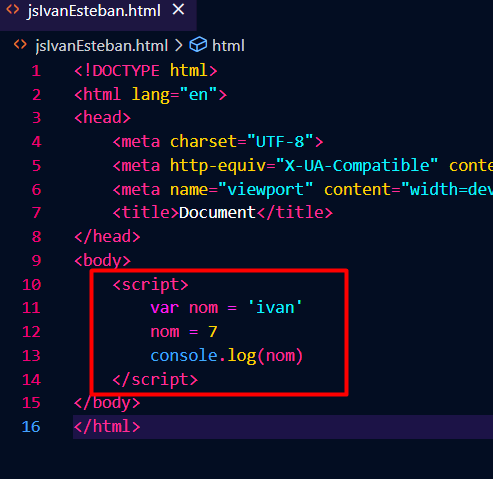 jsIvanEsteban.html
jsIvanEsteban.html > html
1 <!DOCTYPE html>
2 <html lang="en">
3 <head>
4     <meta charset="UTF-8">
5     <meta http-equiv="X-UA-Compatible" conte
6     <meta name="viewport" content="width=dev
7     <title>Document</title>
8 </head>
9 <body>
10     <script>
11         var nom = 'ivan'
12         nom = 7
13         console.log(nom)
14     </script>
15 </body>
16 </html>